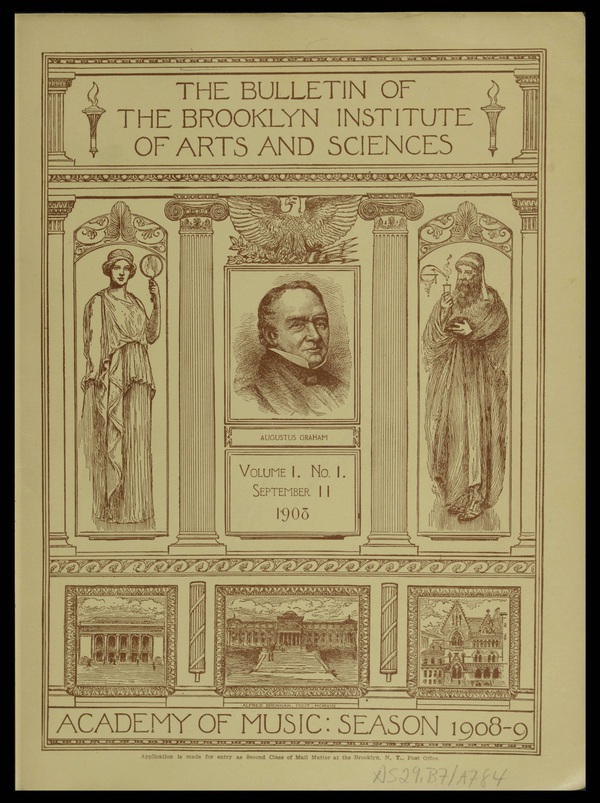 THE BULLETIN OF
THE BROOKLYN INSTITUTE
OF ARTS AND SCIENCES
AUGUSTUS GRAHAM
VOLUME 1. NO. 1.
SEPTEMBER 11
1908
ACADEMY OF MUSIC: SEASON 1908-9
Application is made for entry as Second Class of Mail Matter at the Brooklyn, N. Y., Post Office.
AS29.B7/A784